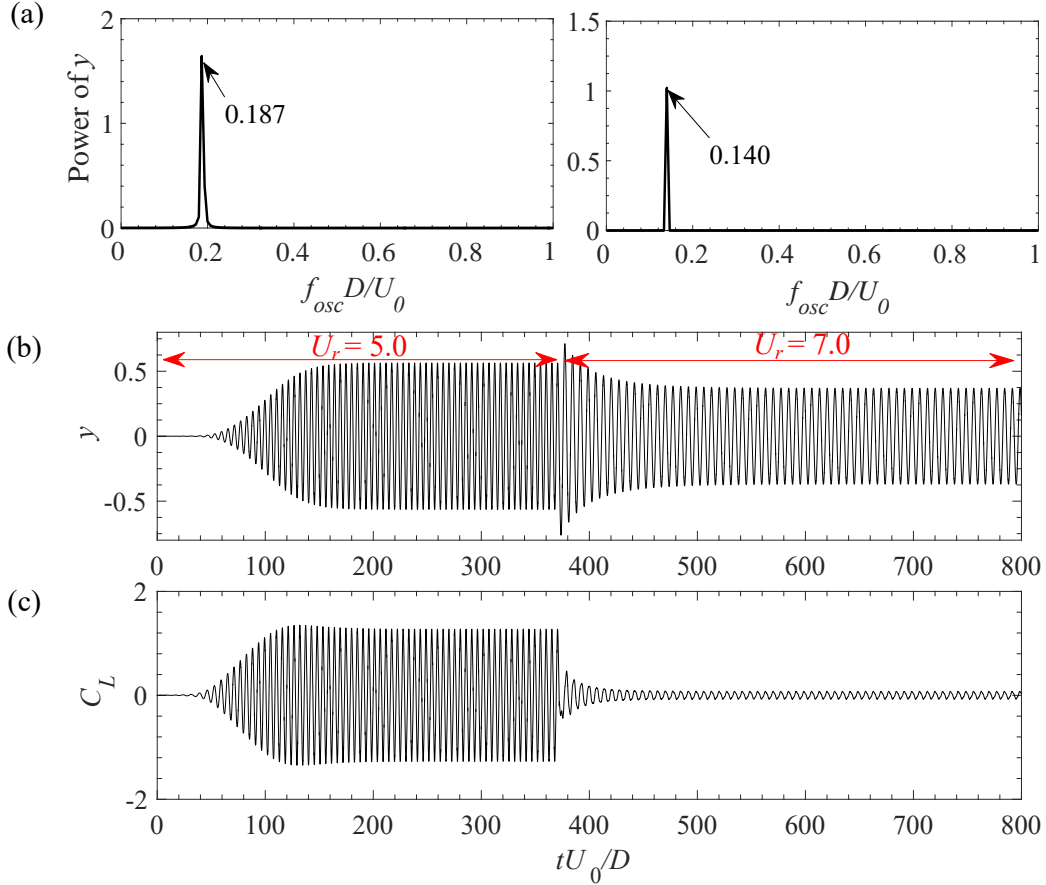 (a)
Power of y
2
1
0
0.187
0 0.2 0.4 0.6 0.8 1
f_osc D/U_0
1.5
1
0.5
0
0.140
0 0.2 0.4 0.6 0.8 1
f_osc D/U_0
(b)
y
0.5
0
-0.5
U_r = 5.0
U_r = 7.0
0 100 200 300 400 500 600 700 800
(c)
C_L
2
0
-2
0 100 200 300 400 500 600 700 800
tU_0/D